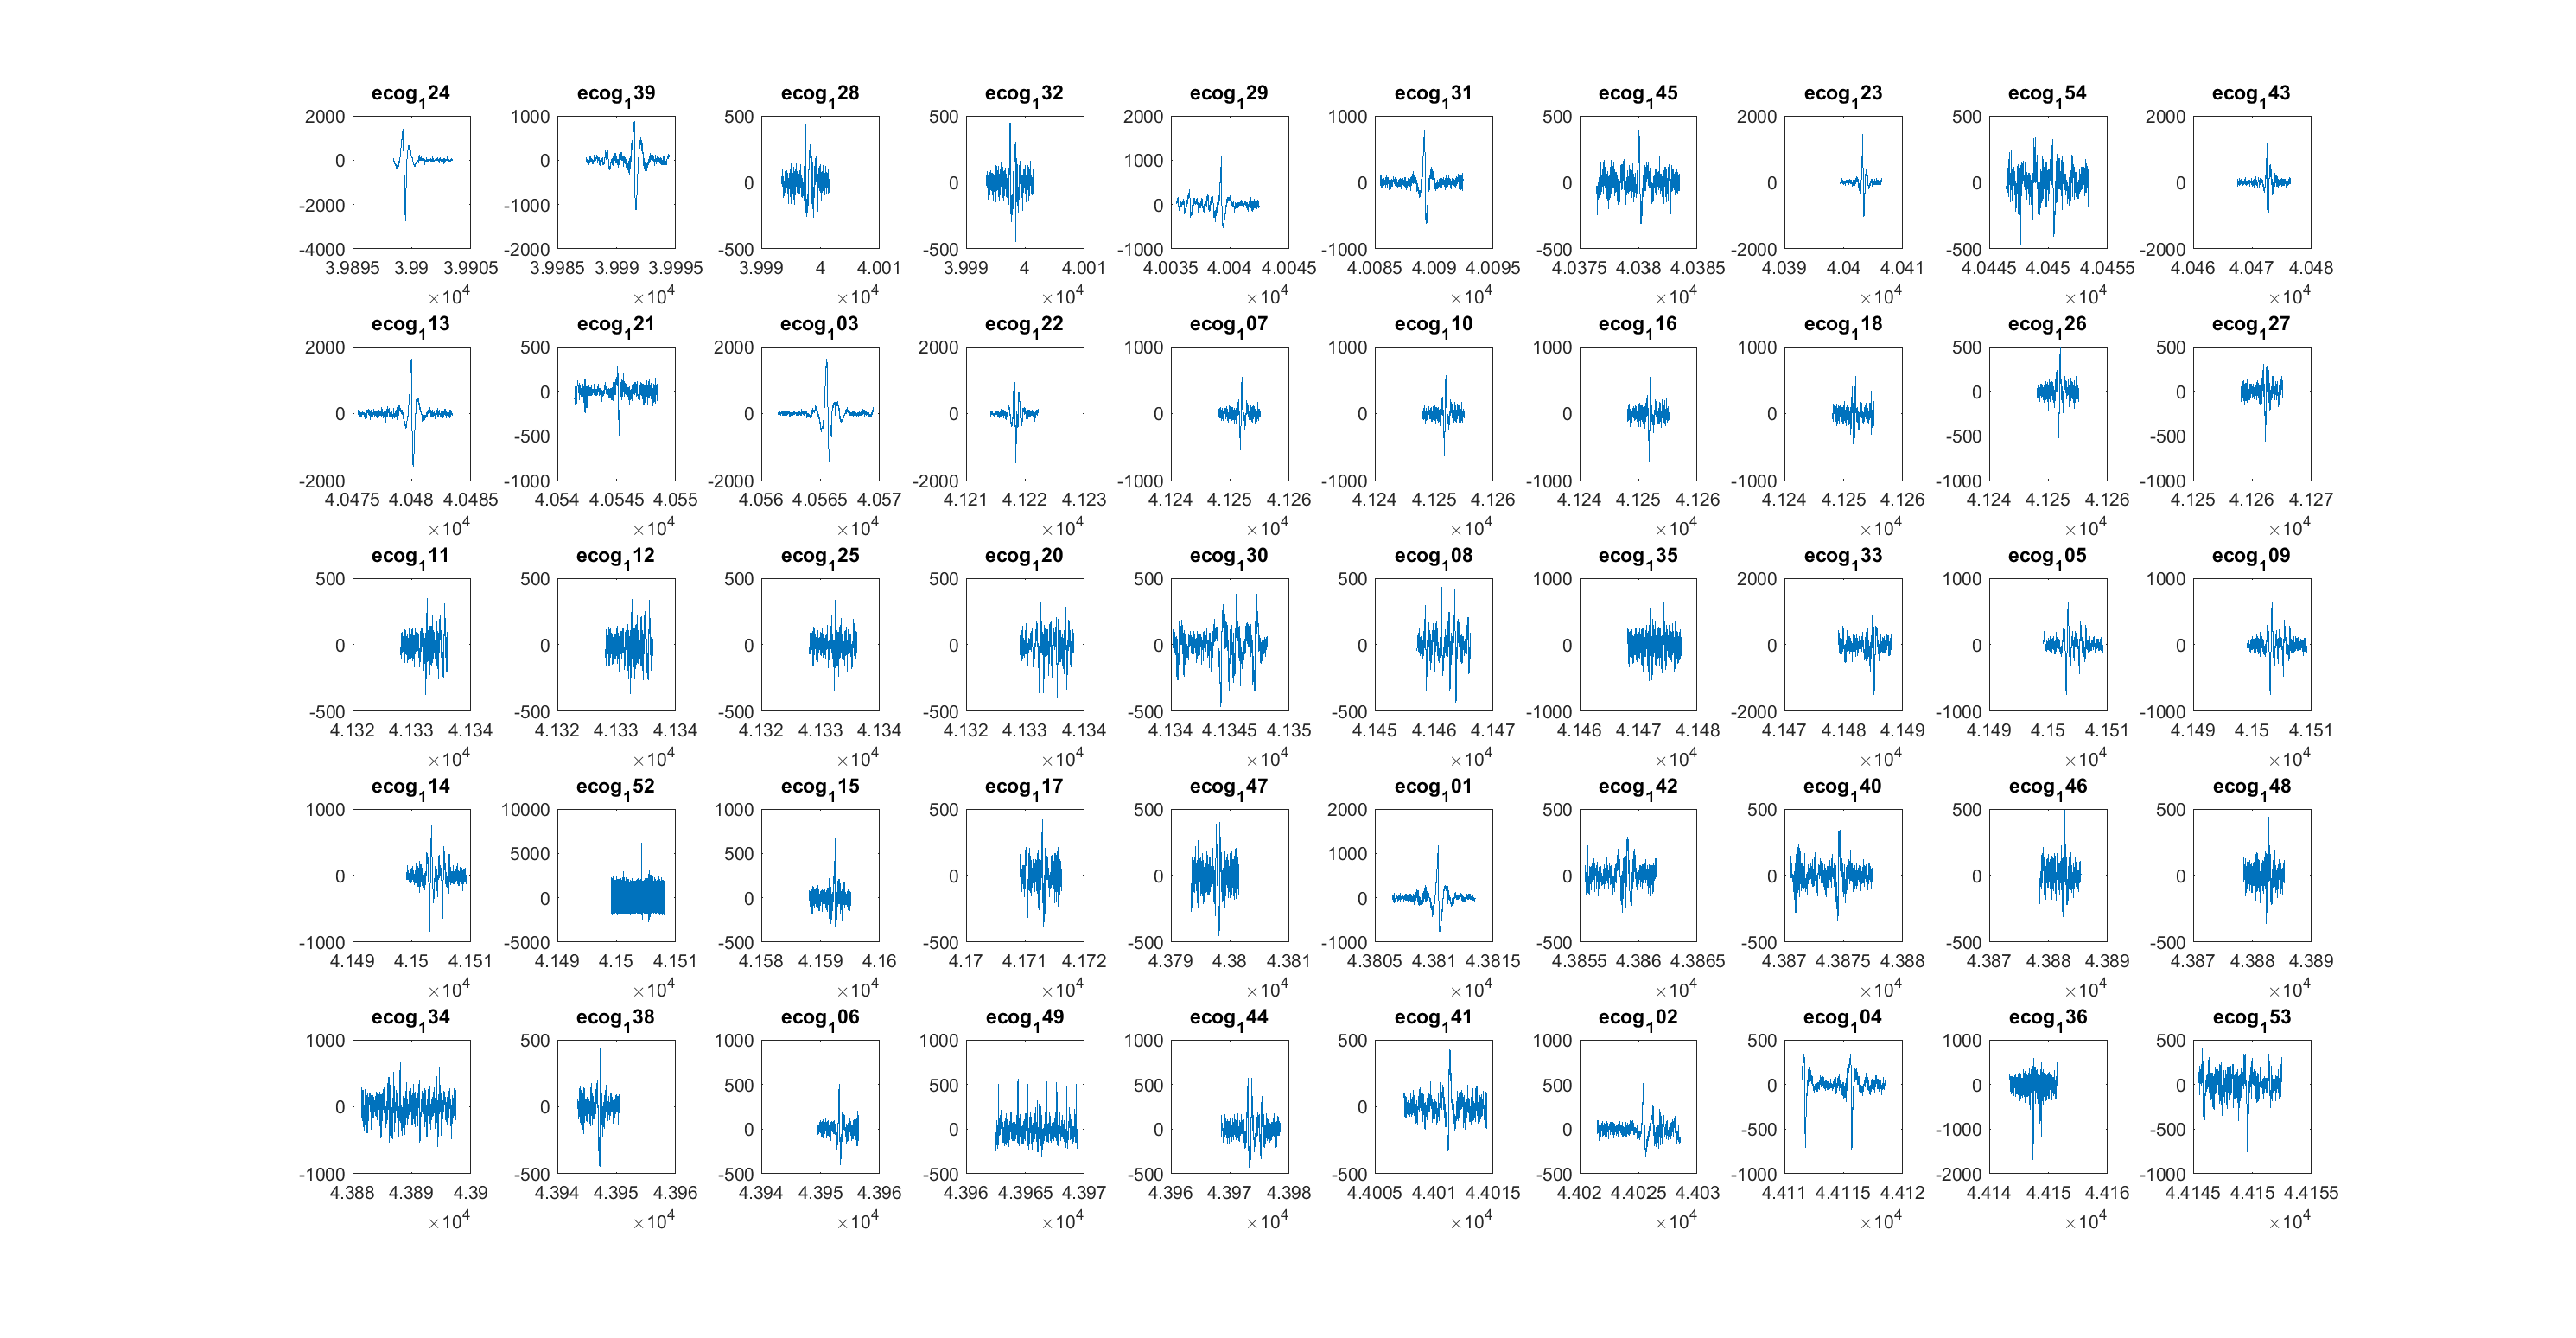 ecog₁24 ecog₁39 ecog₁28 ecog₁32 ecog₁29 ecog₁31 ecog₁45 ecog₁23 ecog₁54 ecog₁43
2000 1000 500 500 2000 1000 500 2000 500 2000
0 0 0 0 1000 0 0 0 0 0
-2000 -1000 0
-4000 -2000 -500 -500 -1000 -1000 -500 -2000 -500 -2000
3.9895 3.99 3.9905 3.9985 3.999 3.9995 3.999 4 4.001 3.999 4 4.001 4.0035 4.004 4.0045 4.0085 4.009 4.0095 4.0375 4.038 4.0385 4.039 4.04 4.041 4.0445 4.045 4.0455 4.046 4.047 4.048
×10⁴ ×10⁴ ×10⁴ ×10⁴ ×10⁴ ×10⁴ ×10⁴ ×10⁴ ×10⁴ ×10⁴
ecog₁13 ecog₁21 ecog₁03 ecog₁22 ecog₁07 ecog₁10 ecog₁16 ecog₁18 ecog₁26 ecog₁27
2000 500 2000 2000 1000 1000 1000 1000 500 500
0 0 0 0 0 0 0 0 0 0
-500 -500 -500
-2000 -1000 -2000 -2000 -1000 -1000 -1000 -1000 -1000 -1000
4.0475 4.048 4.0485 4.054 4.0545 4.055 4.056 4.0565 4.057 4.121 4.122 4.123 4.124 4.125 4.126 4.124 4.125 4.126 4.124 4.125 4.126 4.124 4.125 4.126 4.124 4.125 4.126 4.125 4.126 4.127
×10⁴ ×10⁴ ×10⁴ ×10⁴ ×10⁴ ×10⁴ ×10⁴ ×10⁴ ×10⁴ ×10⁴
ecog₁11 ecog₁12 ecog₁25 ecog₁20 ecog₁30 ecog₁08 ecog₁35 ecog₁33 ecog₁05 ecog₁09
500 500 500 500 500 500 1000 2000 1000 1000
0 0 0 0 0 0 0 0 0 0
-500 -500 -500 -500 -500 -500 -1000 -2000 -1000 -1000
4.132 4.133 4.134 4.132 4.133 4.134 4.132 4.133 4.134 4.132 4.133 4.134 4.134 4.1345 4.135 4.145 4.146 4.147 4.146 4.147 4.148 4.147 4.148 4.149 4.149 4.15 4.151 4.149 4.15 4.151
×10⁴ ×10⁴ ×10⁴ ×10⁴ ×10⁴ ×10⁴ ×10⁴ ×10⁴ ×10⁴ ×10⁴
ecog₁14 ecog₁52 ecog₁15 ecog₁17 ecog₁47 ecog₁01 ecog₁42 ecog₁40 ecog₁46 ecog₁48
1000 10000 1000 500 500 2000 500 500 500 500
0 5000 500 0 0 1000 0 0 0 0
0 0 0
-1000 -5000 -500 -500 -500 -1000 -500 -500 -500 -500
4.149 4.15 4.151 4.149 4.15 4.151 4.158 4.159 4.16 4.17 4.171 4.172 4.379 4.38 4.381 4.3805 4.381 4.3815 4.3855 4.386 4.3865 4.387 4.3875 4.388 4.387 4.388 4.389 4.387 4.388 4.389
×10⁴ ×10⁴ ×10⁴ ×10⁴ ×10⁴ ×10⁴ ×10⁴ ×10⁴ ×10⁴ ×10⁴
ecog₁34 ecog₁38 ecog₁06 ecog₁49 ecog₁44 ecog₁41 ecog₁02 ecog₁04 ecog₁36 ecog₁53
1000 500 1000 1000 1000 500 1000 500 1000 500
0 0 500 500 500 0 500 0 0 0
0 0 0 0 -500 -1000 -500
-1000 -500 -500 -500 -500 -500 -500 -1000 -2000 -1000
4.388 4.389 4.39 4.394 4.395 4.396 4.394 4.395 4.396 4.396 4.3965 4.397 4.396 4.397 4.398 4.4005 4.401 4.4015 4.402 4.4025 4.403 4.411 4.4115 4.412 4.414 4.415 4.416 4.4145 4.415 4.4155
×10⁴ ×10⁴ ×10⁴ ×10⁴ ×10⁴ ×10⁴ ×10⁴ ×10⁴ ×10⁴ ×10⁴